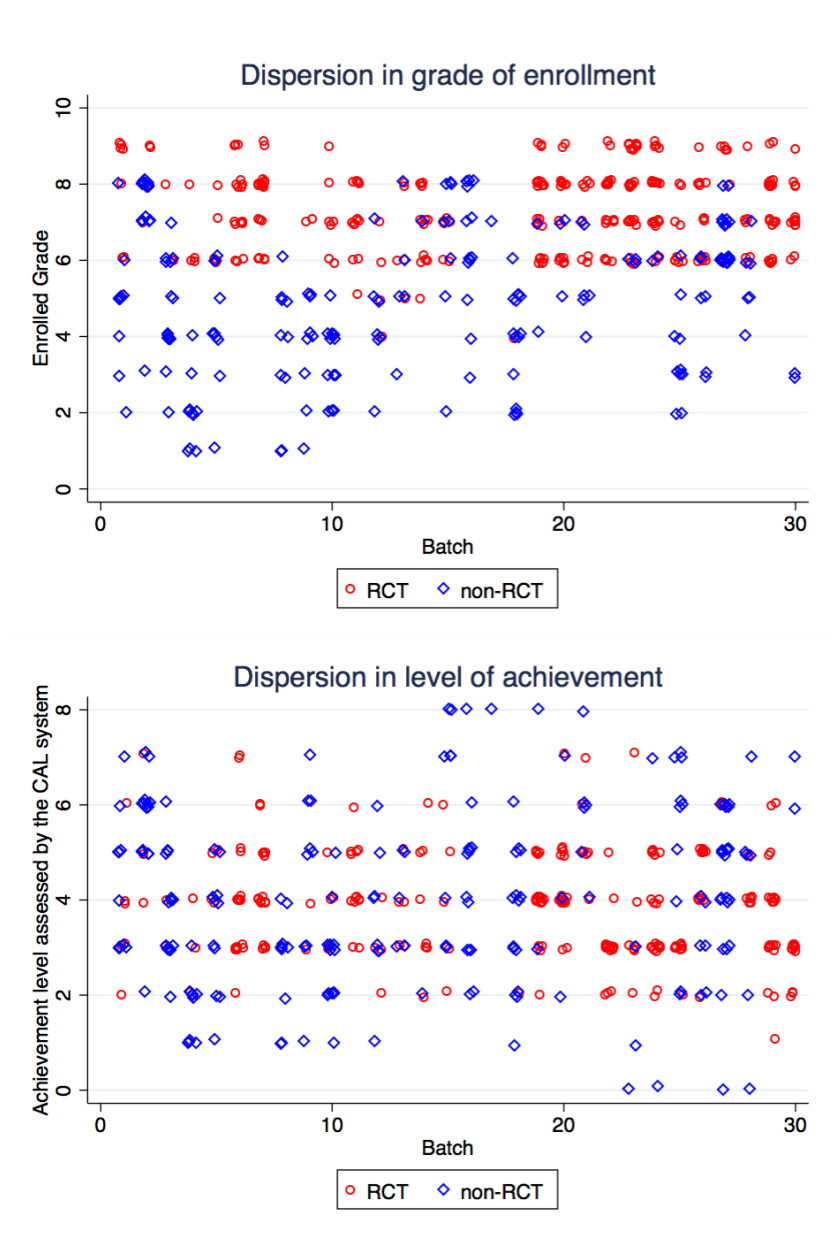 Dispersion in grade of enrollment
Enrolled Grade
10
8
6
4
2
0
0 10 20 30
Batch
RCT non-RCT
Dispersion in level of achievement
Achievement level assessed by the CAL system
8
6
4
2
0
0 10 20 30
Batch
RCT non-RCT